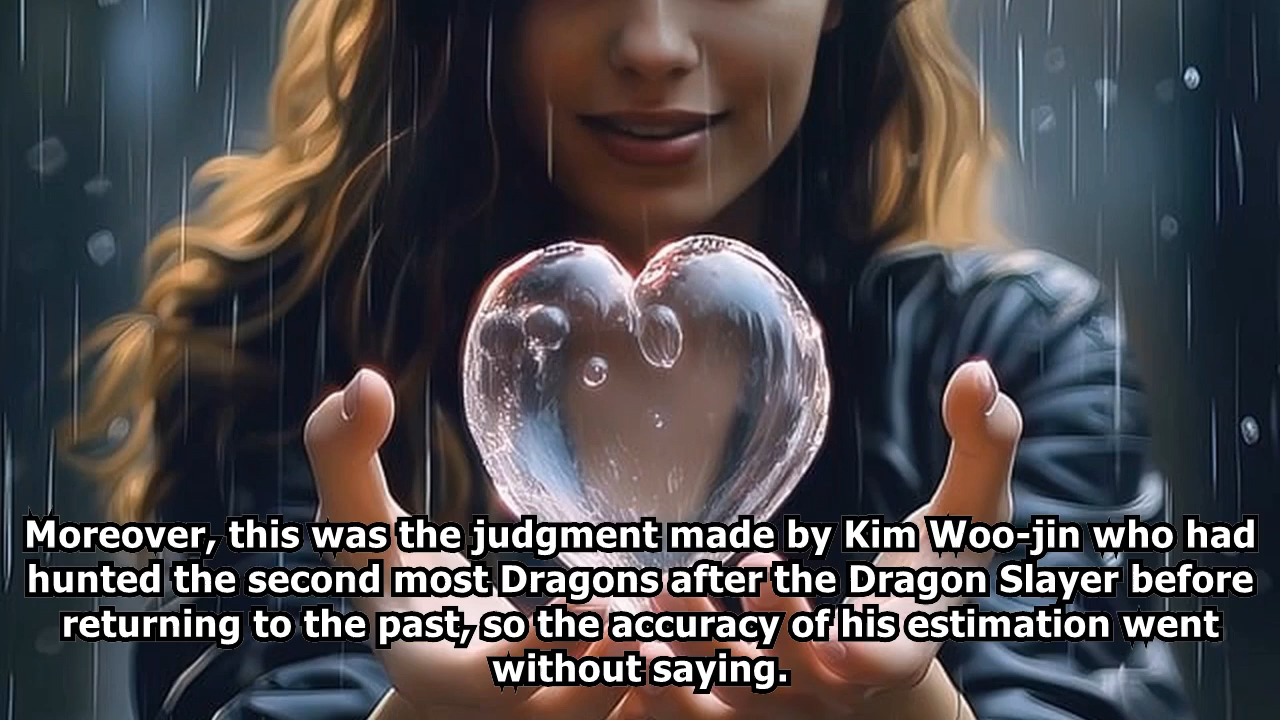 Moreover, this was the judgment made by Kim Woo-jin who had
hunted the second most Dragons after the Dragon Slayer before
returning to the past, so the accuracy of his estimation went
without saying.